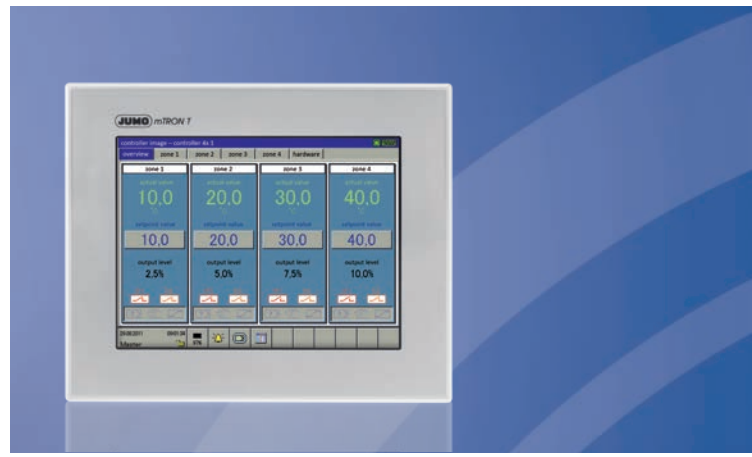 JUMO mTRON T
controller image - controller 4x 1
overview zone 1 zone 2 zone 3 zone 4 hardware
zone 1 zone 2 zone 3 zone 4
actual value actual value actual value actual value
10,0 20,0 30,0 40,0
°C °C °C °C
setpoint value setpoint value setpoint value setpoint value
10,0 20,0 30,0 40,0
output level output level output level output level
2,5% 5,0% 7,5% 10,0%
Master